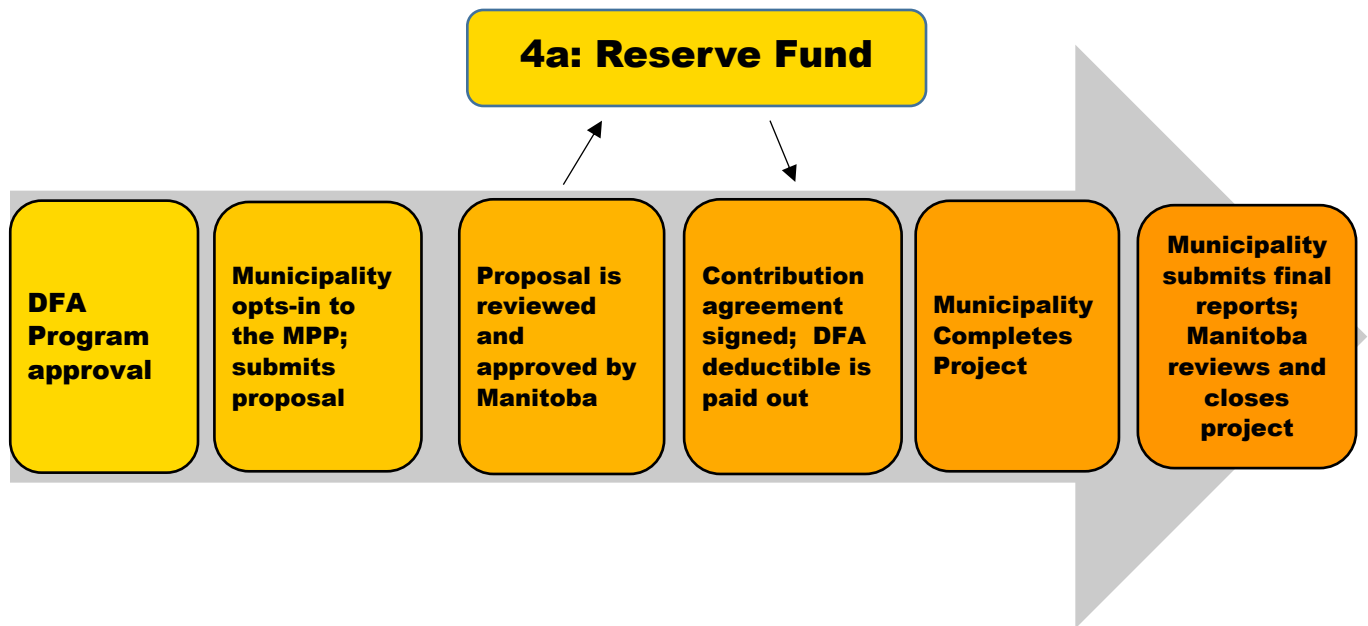 4a: Reserve Fund
DFA
Program
approval
Municipality
opts-in to
the MPP;
submits
proposal
Proposal is
reviewed
and
approved by
Manitoba
Contribution
agreement
signed; DFA
deductible is
paid out
Municipality
Completes
Project
Municipality
submits final
reports;
Manitoba
reviews and
closes
project